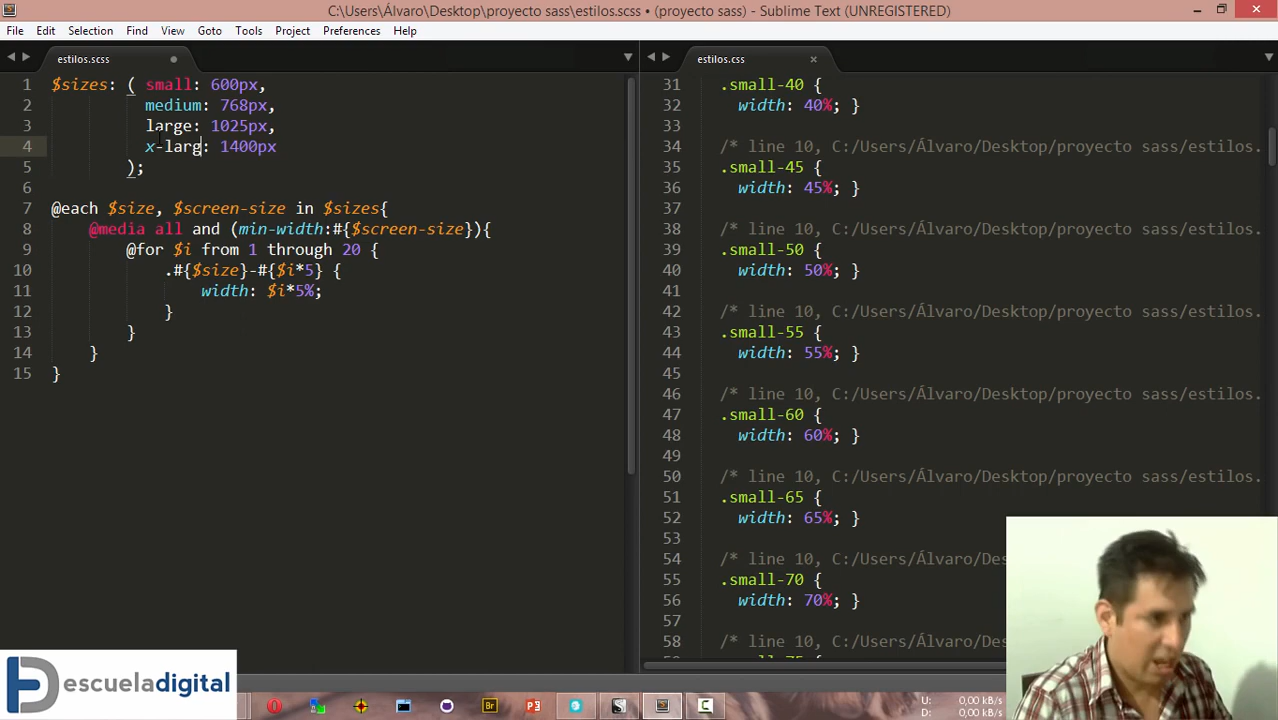 C:\Users\Álvaro\Desktop\proyecto sass\estilos.scss • (proyecto sass) - Sublime Text (UNREGISTERED)
File Edit Selection Find View Goto Tools Project Preferences Help
estilos.scss
1 $sizes: ( small: 600px,
2 medium: 768px,
3 large: 1025px,
4 x-larg: 1400px
5 );
6
7 @each $size, $screen-size in $sizes{
8 @media all and (min-width:#{$screen-size}){
9 @for $i from 1 through 20 {
10 .#{$size}-#{$i*5} {
11 width: $i*5%;
12 }
13 }
14 }
15 }
estilos.css
31 .small-40 {
32 width: 40%; }
33
34 /* line 10, C:/Users/Álvaro/Desktop/proyecto sass/estilos.
35 .small-45 {
36 width: 45%; }
37
38 /* line 10, C:/Users/Álvaro/Desktop/proyecto sass/estilos.
39 .small-50 {
40 width: 50%; }
41
42 /* line 10, C:/Users/Álvaro/Desktop/proyecto sass/estilos.
43 .small-55 {
44 width: 55%; }
45
46 /* line 10, C:/Users/Álvaro/Desktop/proyecto sass/estilos.
47 .small-60 {
48 width: 60%; }
49
50 /* line 10, C:/Users/Álvaro/Desktop/proyecto sass/estilos.
51 .small-65 {
52 width: 65%; }
53
54 /* line 10, C:/Users/Álvaro/De
55 .small-70 {
56 width: 70%; }
57
58 /* line 10, C:/Users/Álvaro/De
escueladigital
Br
U: 0,00 kB/s
D: 0,00 kB/s